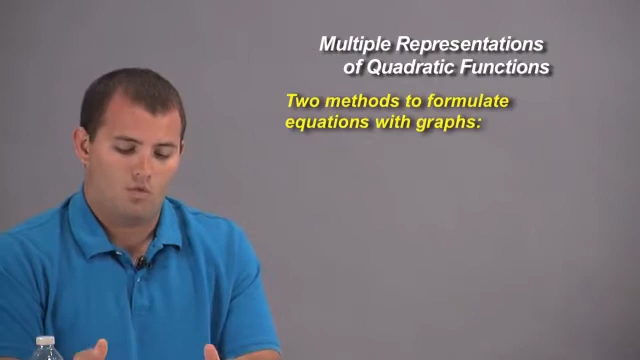 Multiple Representations
of Quadratic Functions
Two methods to formulate
equations with graphs: